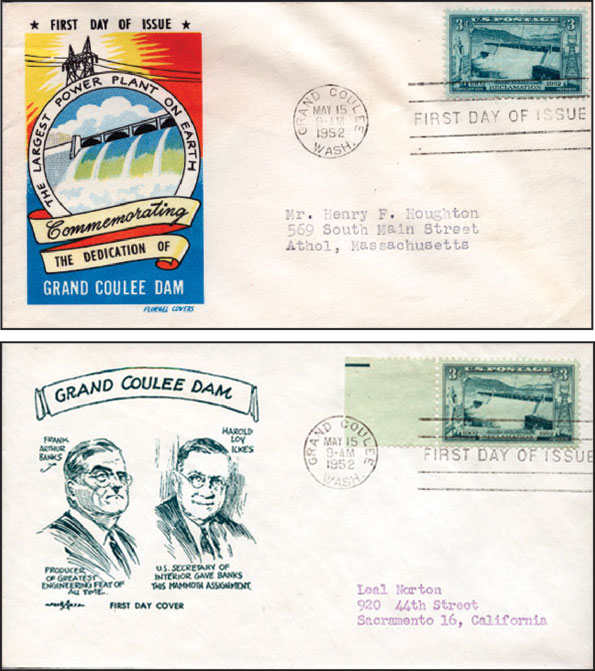 ★ FIRST DAY OF ISSUE ★
THE LARGEST POWER PLANT ON EARTH
Commemorating
THE DEDICATION OF
GRAND COULEE DAM
FLUEGEL COVERS
3¢ U.S. POSTAGE 3¢
RECLAMATION 1952
GRAND COULEE
MAY 15
9-AM
1952
WASH.
FIRST DAY OF ISSUE
Mr. Henry F. Houghton
569 South Main Street
Athol, Massachusetts
GRAND COULEE DAM
FRANK
ARTHUR
BANKS
HAROLD
LOY
ICKES
PRODUCER
OF GREATEST
ENGINEERING FEAT OF
ALL TIME.
U.S. SECRETARY OF
INTERIOR GAVE BANKS
THIS MAMMOTH ASSIGNMENT.
FIRST DAY COVER
3¢ U.S. POSTAGE 3¢
GRAND COULEE
MAY 15
9-AM
1952
WASH.
FIRST DAY OF ISSUE
Leal Norton
920 44th Street
Sacramento 16, California